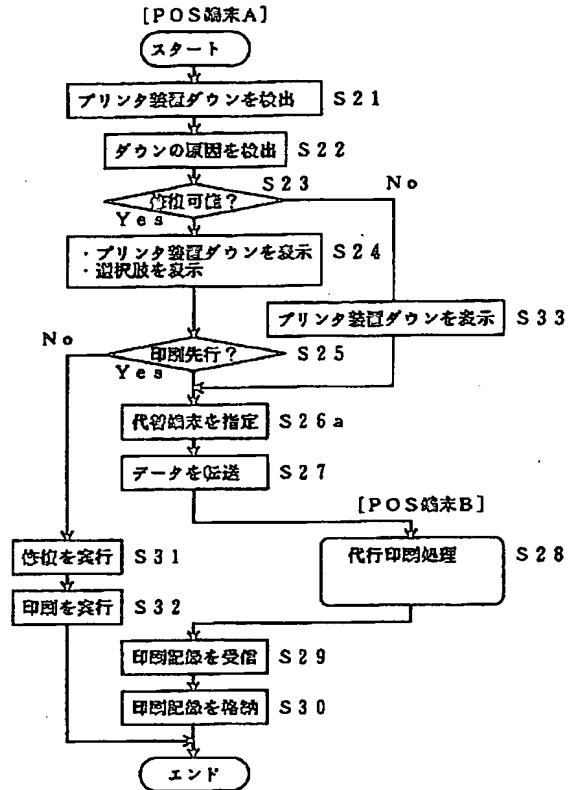 [POS端末A]
スタート
プリンタ装置ダウンを検出 S21
ダウンの原因を検出 S22
S23
修復可能？
No
Yes
・プリンタ装置ダウンを表示
・選択肢を表示
S24
プリンタ装置ダウンを表示 S33
No
印刷先行？ S25
Yes
代替端末を指定 S26a
データを転送 S27
[POS端末B]
代行印刷処理 S28
修復を実行 S31
印刷を実行 S32
印刷記録を受信 S29
印刷記録を格納 S30
エンド